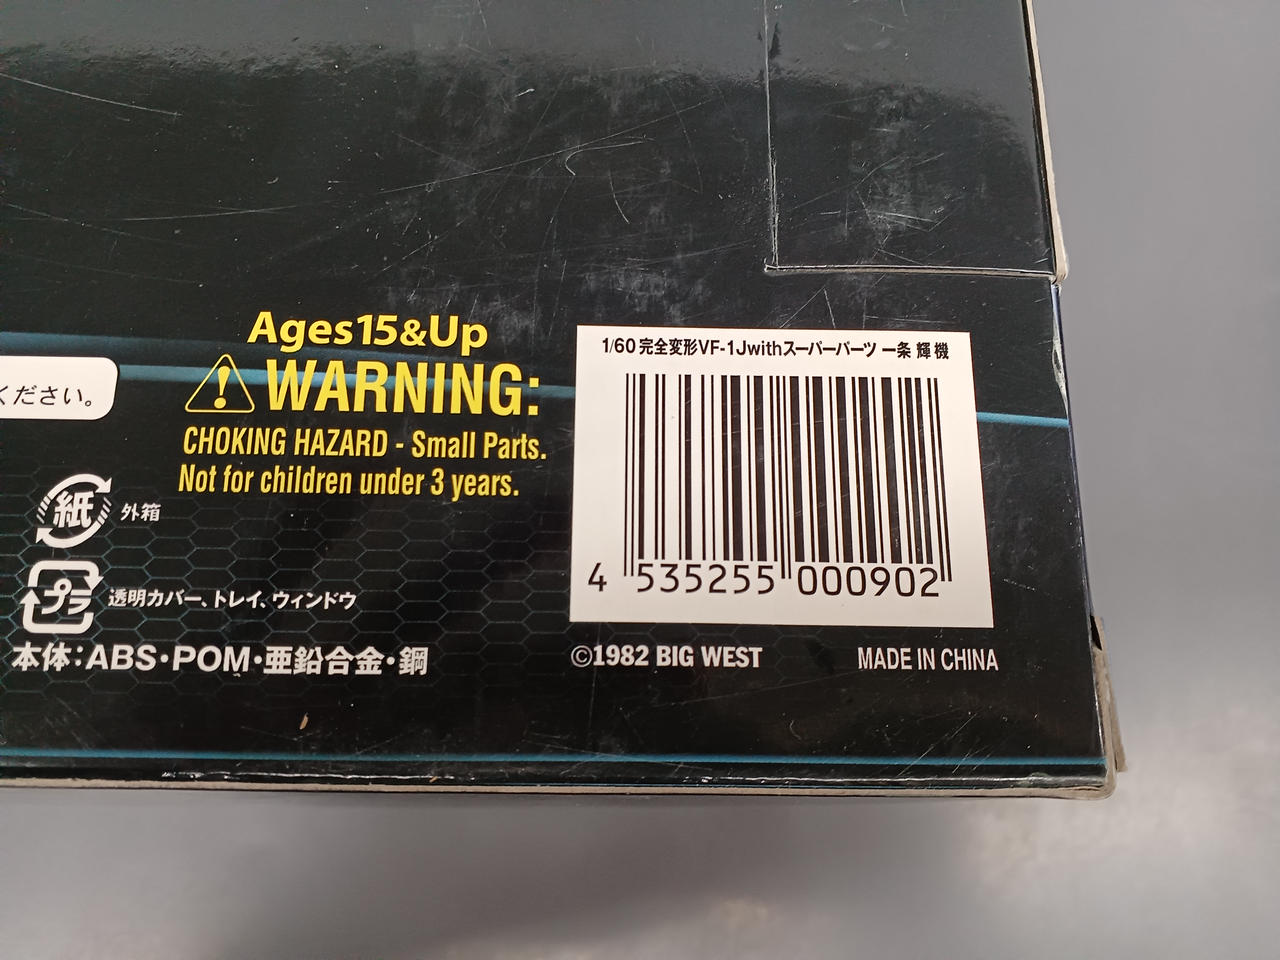 ください。
Ages15&Up
WARNING:
CHOKING HAZARD - Small Parts.
Not for children under 3 years.
紙 外箱
プラ 透明カバー、トレイ、ウィンドウ
本体：ABS・POM・亜鉛合金・鋼
1/60 完全変形VF-1Jwithスーパーパーツ 一条 輝 機
4 535255 000902
©1982 BIG WEST
MADE IN CHINA